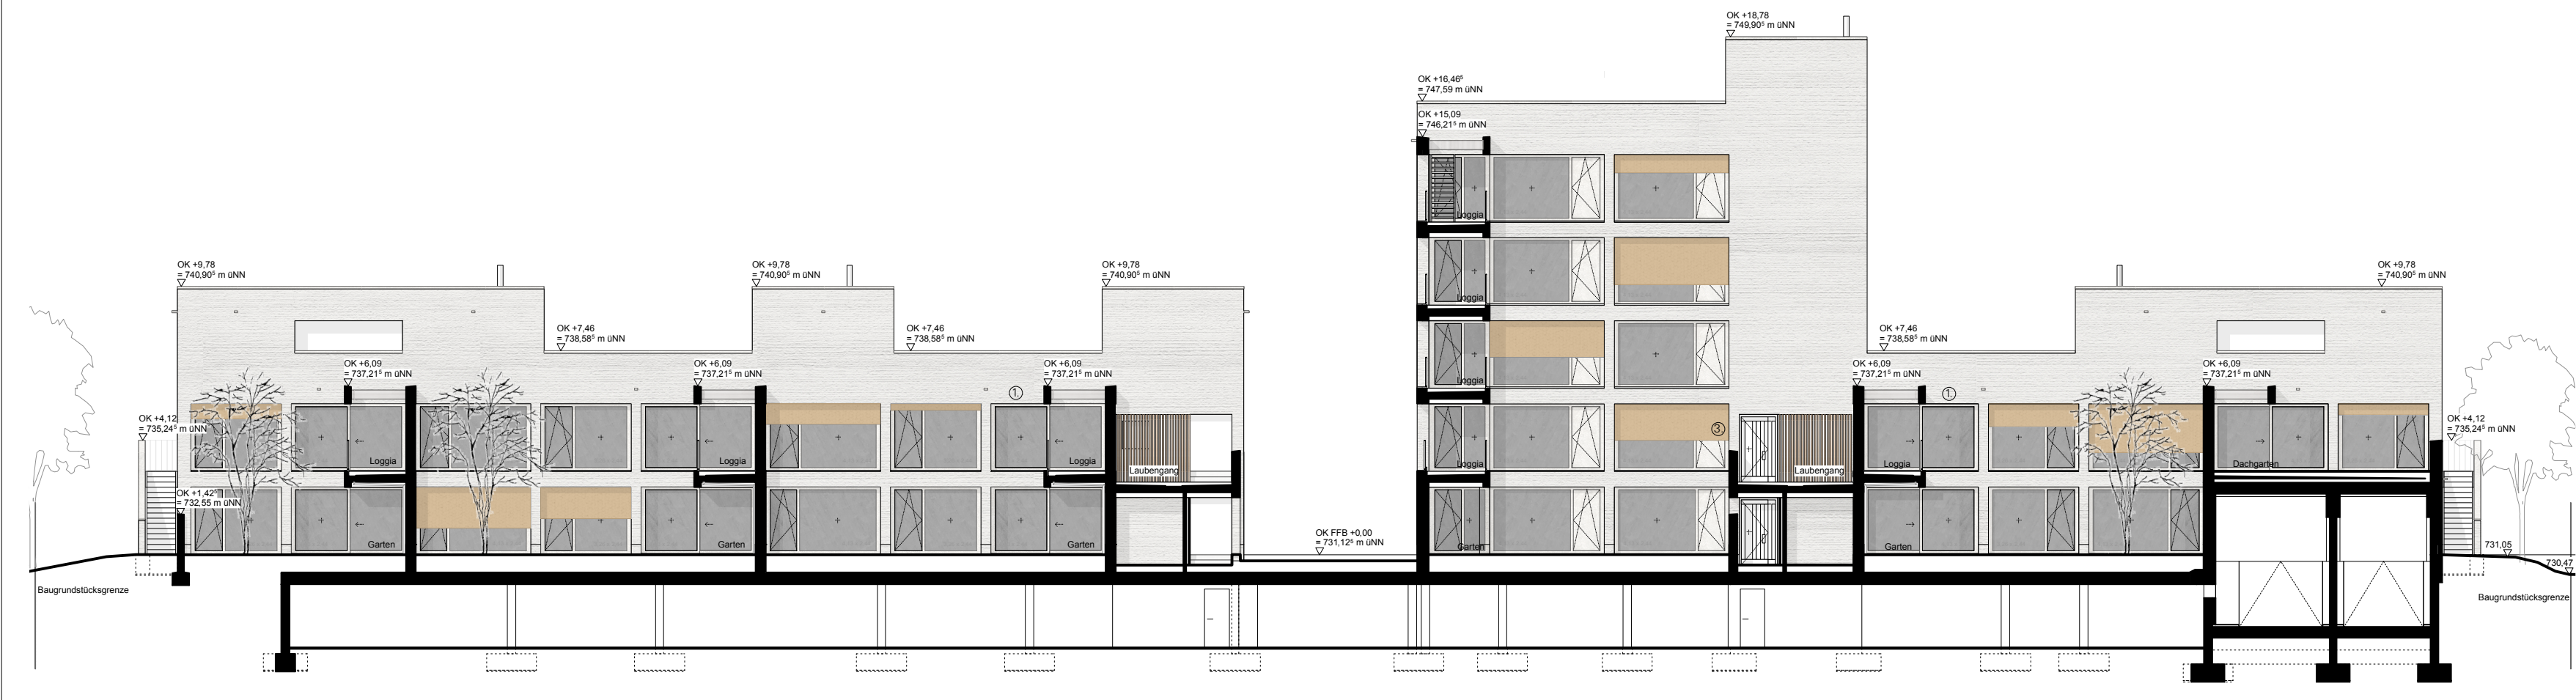 OK +18,78
= 749,90⁵ m üNN
OK +16,46⁵
= 747,59 m üNN
OK +15,09
= 746,21⁵ m üNN
OK +9,78
= 740,90⁵ m üNN
OK +9,78
= 740,90⁵ m üNN
OK +9,78
= 740,90⁵ m üNN
OK +9,78
= 740,90⁵ m üNN
OK +7,46
= 738,58⁵ m üNN
OK +7,46
= 738,58⁵ m üNN
OK +7,46
= 738,58⁵ m üNN
OK +6,09
= 737,21⁵ m üNN
OK +6,09
= 737,21⁵ m üNN
OK +6,09
= 737,21⁵ m üNN
OK +6,09
= 737,21⁵ m üNN
OK +6,09
= 737,21⁵ m üNN
1.
1.
3.
OK +4,12
= 735,24⁵ m üNN
OK +4,12
= 735,24⁵ m üNN
Loggia
Loggia
Loggia
Loggia
Loggia
Loggia
Loggia
Loggia
Dachgarten
Laubengang
Laubengang
OK +1,42⁵
= 732,55 m üNN
OK FFB +0,00
= 731,12⁵ m üNN
Garten
Garten
Garten
Garten
731,05
730,47
Baugrundstücksgrenze
Baugrundstücksgrenze